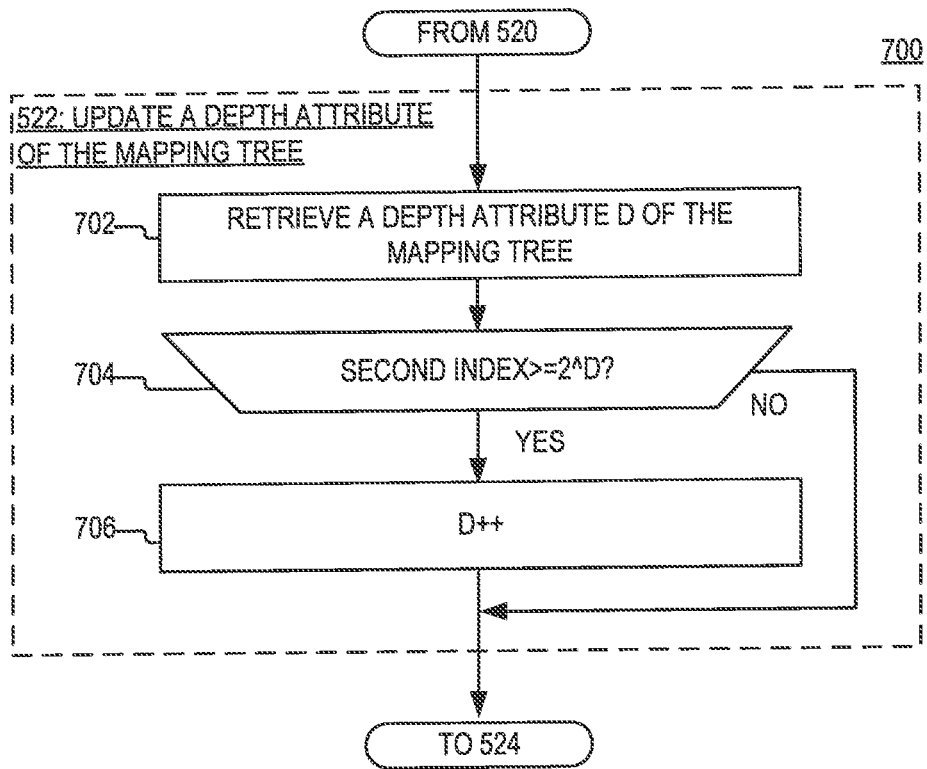 FROM 520
700
522: UPDATE A DEPTH ATTRIBUTE
OF THE MAPPING TREE
702
RETRIEVE A DEPTH ATTRIBUTE D OF THE
MAPPING TREE
704
SECOND INDEX>=2^D?
NO
YES
706
D++
TO 524